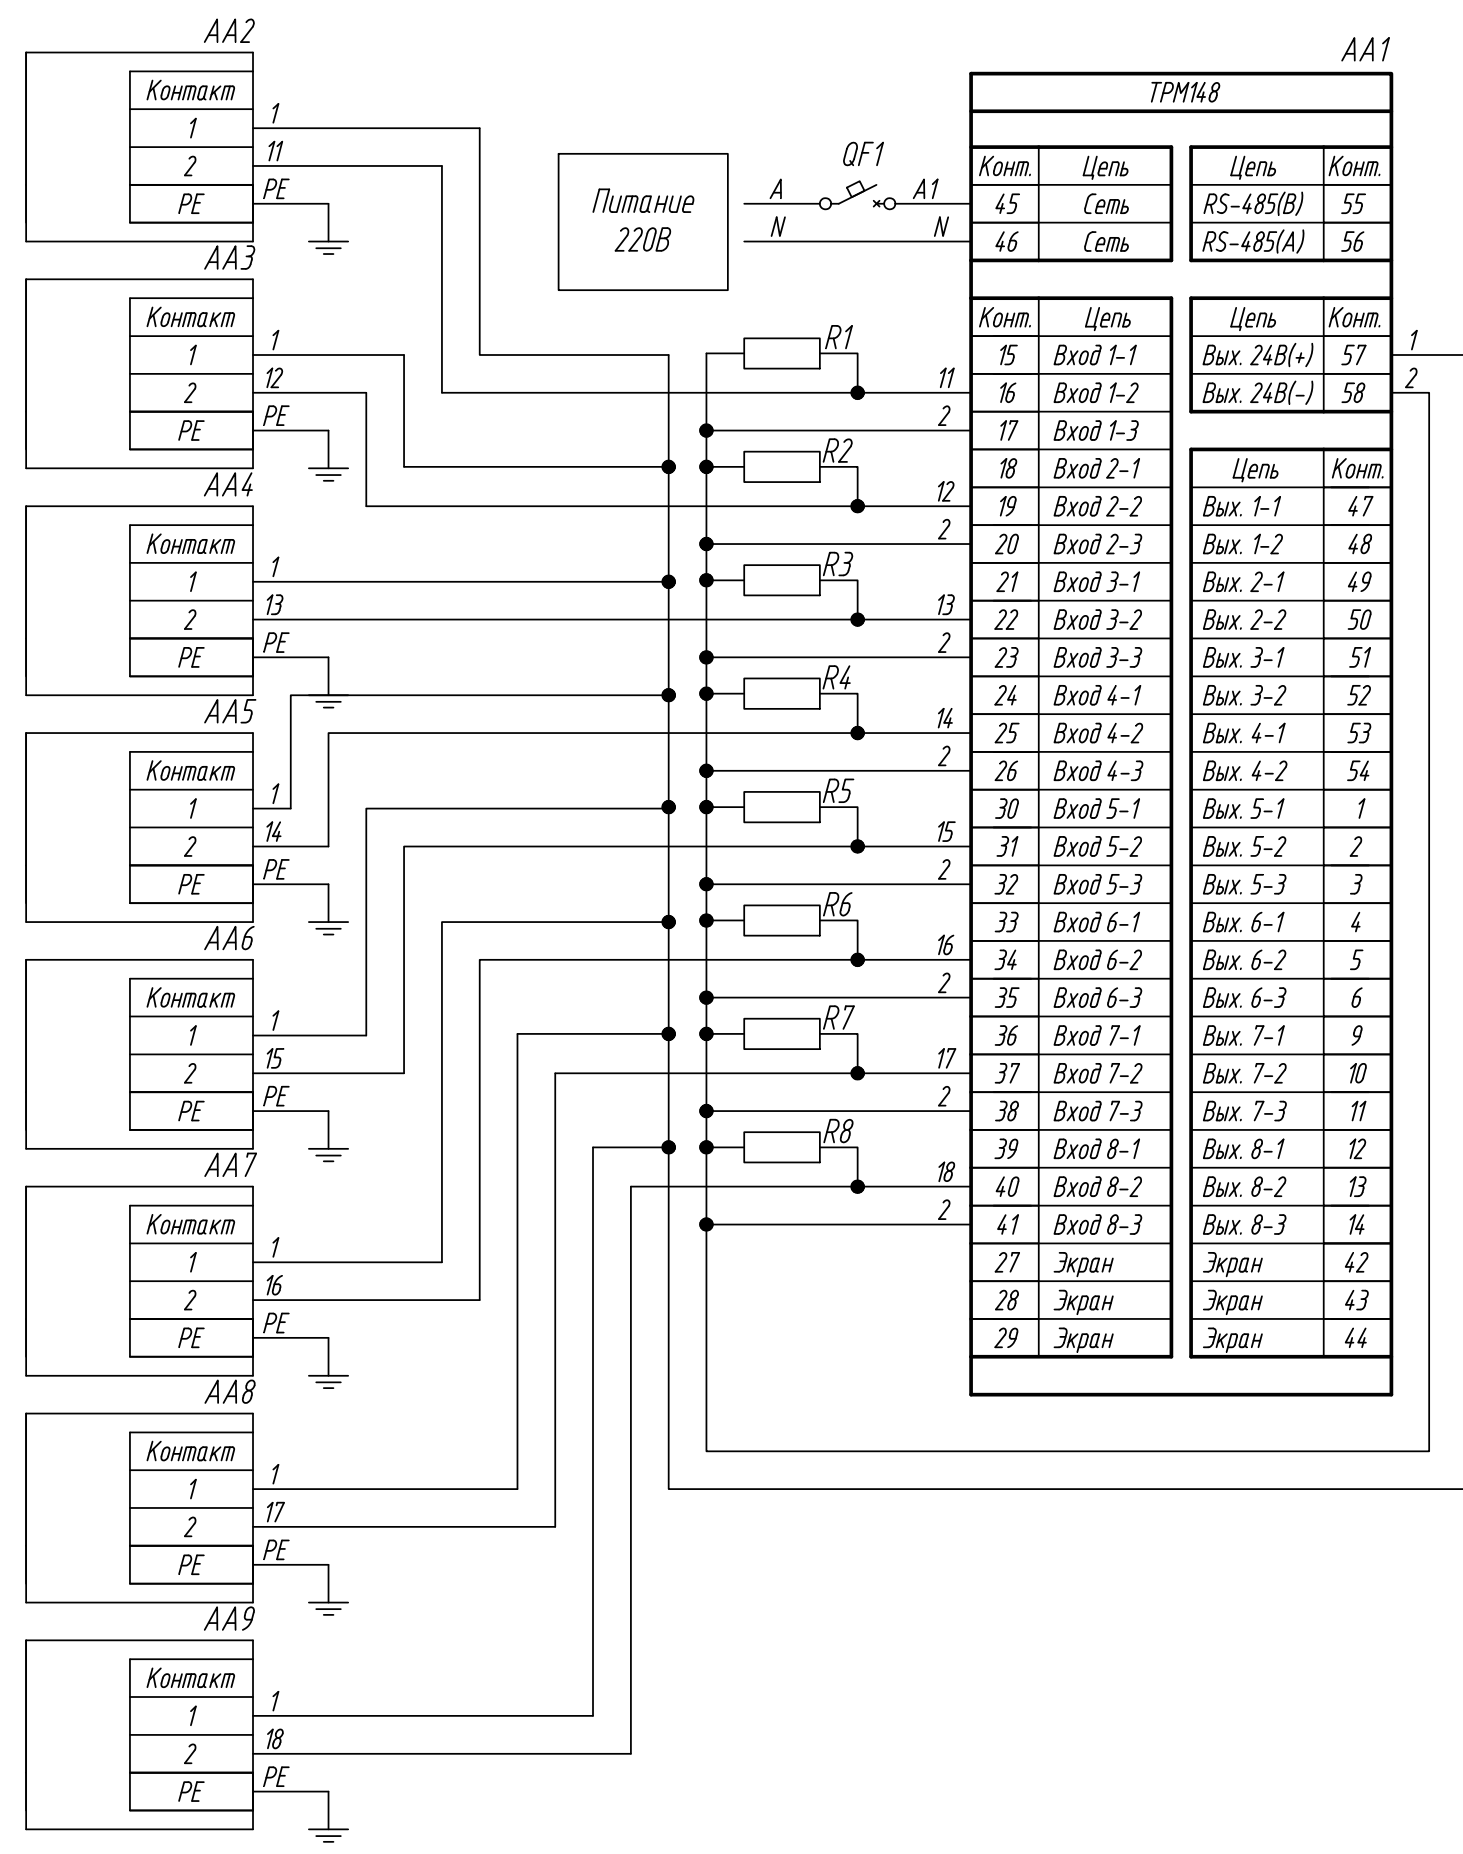 AA2
Контакт
1 1
2 11
PE PE
AA3
Контакт
1 1
2 12
PE PE
AA4
Контакт
1 1
2 13
PE PE
AA5
Контакт
1 1
2 14
PE PE
AA6
Контакт
1 1
2 15
PE PE
AA7
Контакт
1 1
2 16
PE PE
AA8
Контакт
1 1
2 17
PE PE
AA9
Контакт
1 1
2 18
PE PE
Питание
220В
QF1
A A1
N N
R1
11
2
R2
12
2
R3
13
2
R4
14
2
R5
15
2
R6
16
2
R7
17
2
R8
18
2
AA1
ТРМ148
Конт. Цепь
45 Сеть
46 Сеть
Цепь Конт.
RS-485(B) 55
RS-485(A) 56
Конт. Цепь
15 Вход 1-1
16 Вход 1-2
17 Вход 1-3
18 Вход 2-1
19 Вход 2-2
20 Вход 2-3
21 Вход 3-1
22 Вход 3-2
23 Вход 3-3
24 Вход 4-1
25 Вход 4-2
26 Вход 4-3
30 Вход 5-1
31 Вход 5-2
32 Вход 5-3
33 Вход 6-1
34 Вход 6-2
35 Вход 6-3
36 Вход 7-1
37 Вход 7-2
38 Вход 7-3
39 Вход 8-1
40 Вход 8-2
41 Вход 8-3
27 Экран
28 Экран
29 Экран
Цепь Конт.
Вых. 24В(+) 57 1
Вых. 24В(-) 58 2
Цепь Конт.
Вых. 1-1 47
Вых. 1-2 48
Вых. 2-1 49
Вых. 2-2 50
Вых. 3-1 51
Вых. 3-2 52
Вых. 4-1 53
Вых. 4-2 54
Вых. 5-1 1
Вых. 5-2 2
Вых. 5-3 3
Вых. 6-1 4
Вых. 6-2 5
Вых. 6-3 6
Вых. 7-1 9
Вых. 7-2 10
Вых. 7-3 11
Вых. 8-1 12
Вых. 8-2 13
Вых. 8-3 14
Экран 42
Экран 43
Экран 44